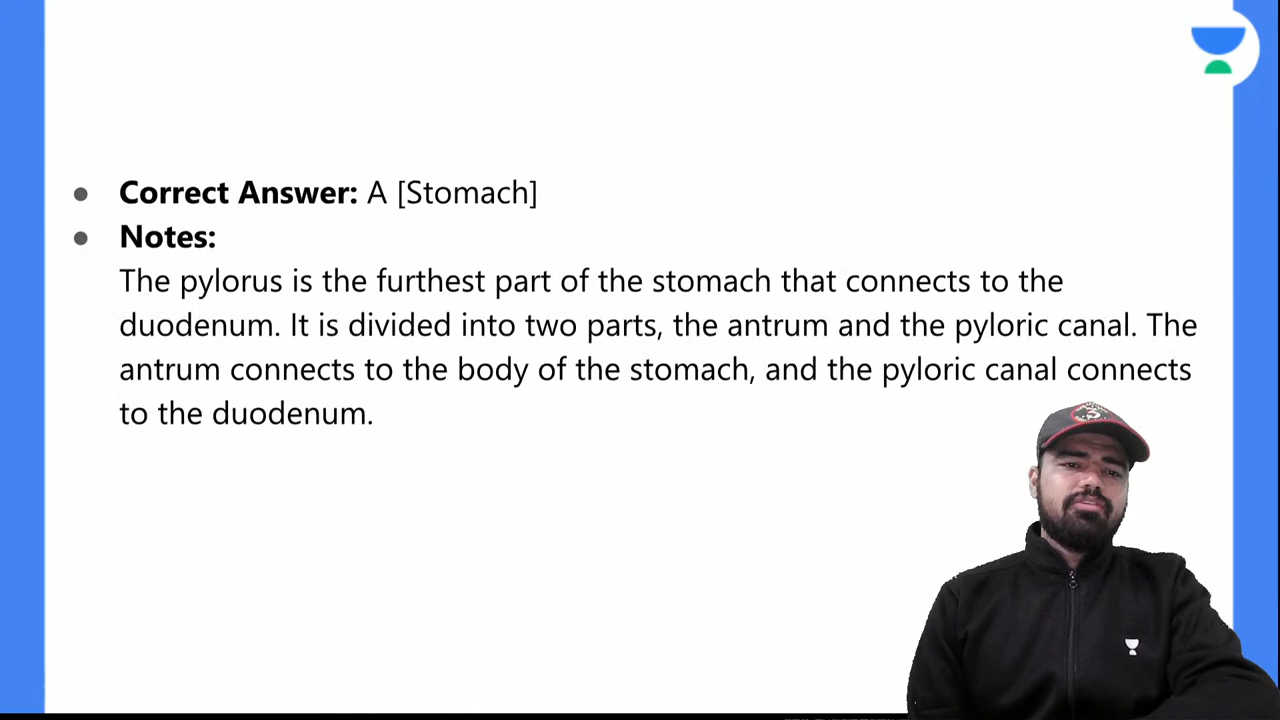 Correct Answer: A [Stomach]
Notes:
The pylorus is the furthest part of the stomach that connects to the
duodenum. It is divided into two parts, the antrum and the pyloric canal. The
antrum connects to the body of the stomach, and the pyloric canal connects
to the duodenum.